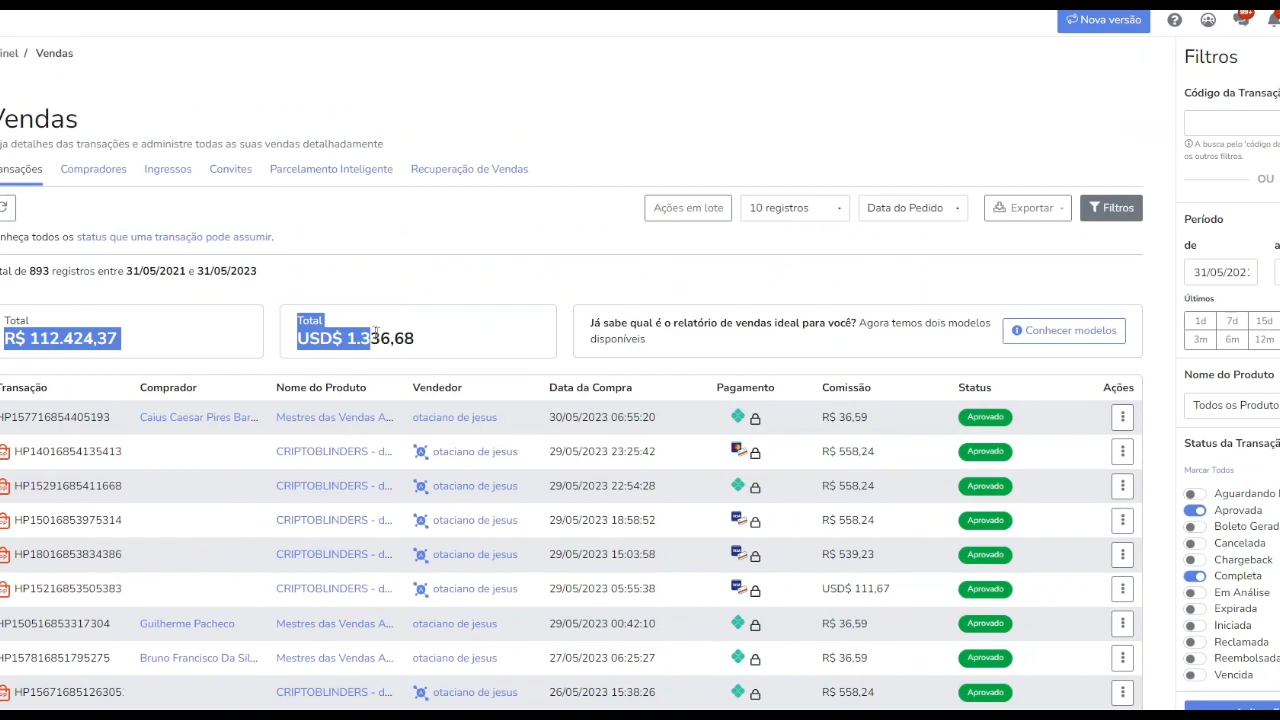 Nova versão
99+
inel / Vendas
Vendas
ja detalhes das transações e administre todas as suas vendas detalhadamente
ansações Compradores Ingressos Convites Parcelamento Inteligente Recuperação de Vendas
Ações em lote 10 registros Data do Pedido Exportar Filtros
nheça todos os status que uma transação pode assumir.
tal de 893 registros entre 31/05/2021 e 31/05/2023
Total
R$ 112.424,37
Total
USD$ 1.336,68
Já sabe qual é o relatório de vendas ideal para você? Agora temos dois modelos
disponíveis
Conhecer modelos
Transação Comprador Nome do Produto Vendedor Data da Compra Pagamento Comissão Status Ações
HP157716854405193 Caius Caesar Pires Bar... Mestres das Vendas A... otaciano de jesus 30/05/2023 06:55:20 R$ 36,59 Aprovado
HP14016854135413 CRIPTOBLINDERS - d... otaciano de jesus 29/05/2023 23:25:42 R$ 558,24 Aprovado
HP15291685411668 CRIPTOBLINDERS - d... otaciano de jesus 29/05/2023 22:54:28 R$ 558,24 Aprovado
HP15016853975314 CRIPTOBLINDERS - d... otaciano de jesus 29/05/2023 18:58:52 R$ 558,24 Aprovado
HP18016853834386 CRIPTOBLINDERS - d... otaciano de jesus 29/05/2023 15:03:58 R$ 539,23 Aprovado
HP15216853505383 CRIPTOBLINDERS - d... otaciano de jesus 29/05/2023 05:55:38 USD$ 111,67 Aprovado
HP150516853317304 Guilherme Pacheco Mestres das Vendas A... otaciano de jesus 29/05/2023 00:42:10 R$ 36,59 Aprovado
HP157816851795275 Bruno Francisco Da Sil... Mestres das Vendas A... otaciano de jesus 27/05/2023 06:25:27 R$ 36,59 Aprovado
HP15671685126305 CRIPTOBLINDERS - d... otaciano de jesus 26/05/2023 15:38:26 R$ 558,24 Aprovado
Filtros
Código da Transaçã
A busca pelo 'código da
os outros filtros.
OU
Período
de a
31/05/202
Últimos
1d 7d 15d
3m 6m 12m
Nome do Produto
Todos os Produto
Status da Transaçã
Marcar Todos
Aguardando
Aprovada
Boleto Gerad
Cancelada
Chargeback
Completa
Em Análise
Expirada
Iniciada
Reclamada
Reembolsada
Vencida